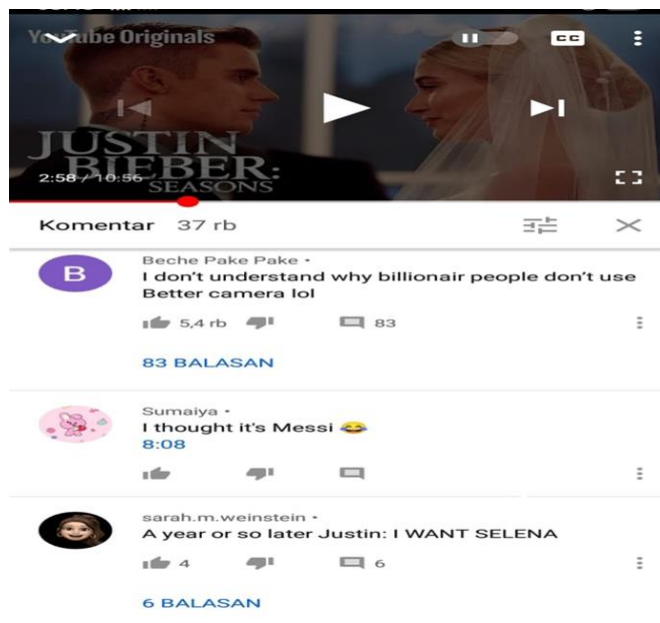 YouTube Originals
CC
JUSTIN
BIEBER:
2:58 / 10:56
SEASONS
Komentar 37 rb
B
Beche Pake Pake •
I don't understand why billionair people don't use
Better camera lol
5,4 rb 83
83 BALASAN
Sumaiya •
I thought it's Messi 😂
8:08
sarah.m.weinstein •
A year or so later Justin: I WANT SELENA
4 6
6 BALASAN